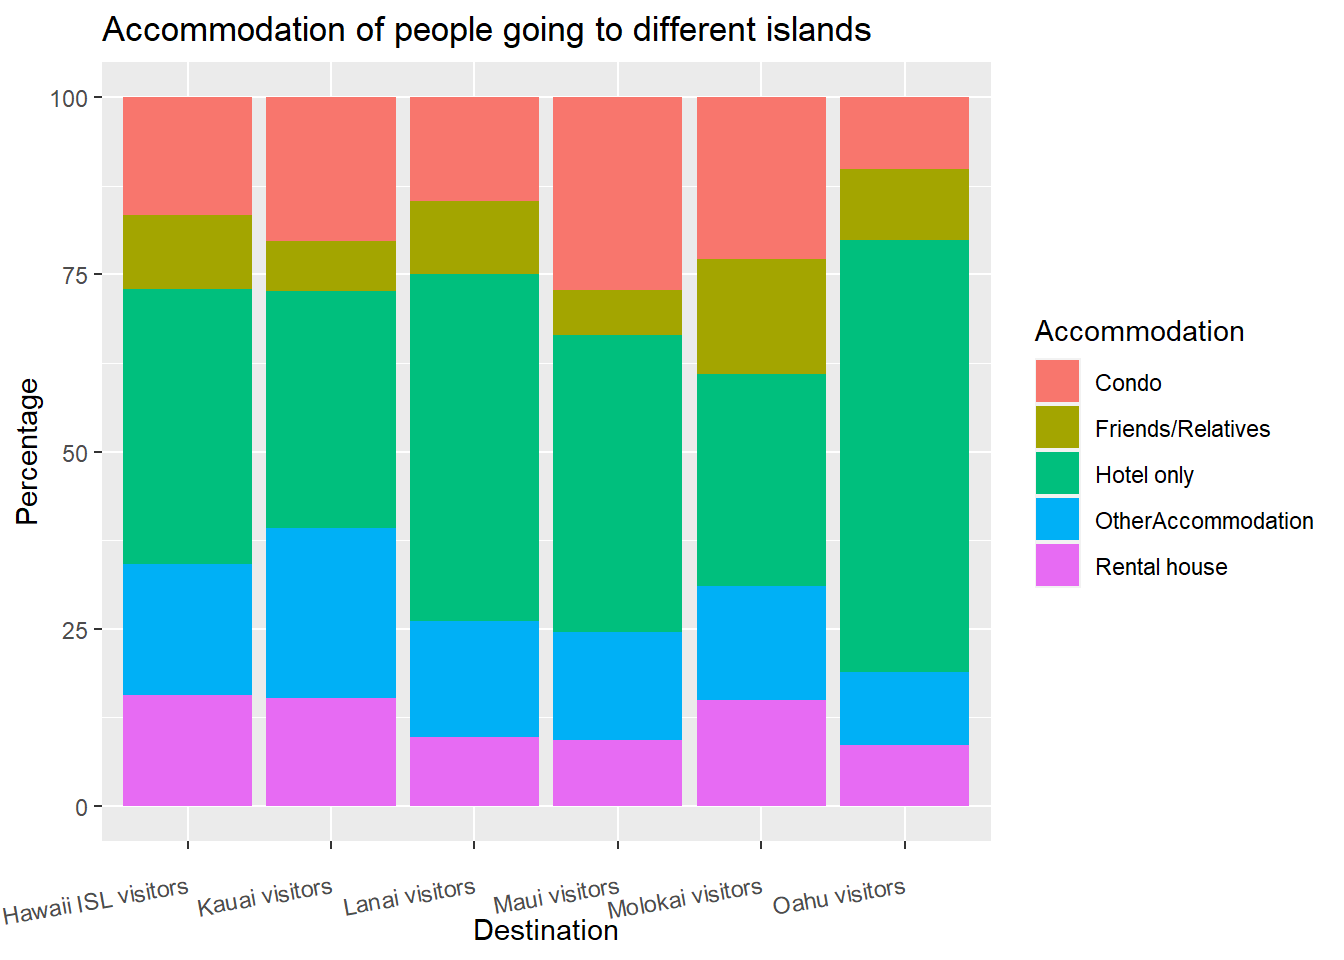 Accommodation of people going to different islands
Percentage
100
75
50
25
0
Hawaii ISL visitors
Kauai visitors
Lanai visitors
Maui visitors
Molokai visitors
Oahu visitors
Destination
Accommodation
Condo
Friends/Relatives
Hotel only
OtherAccommodation
Rental house